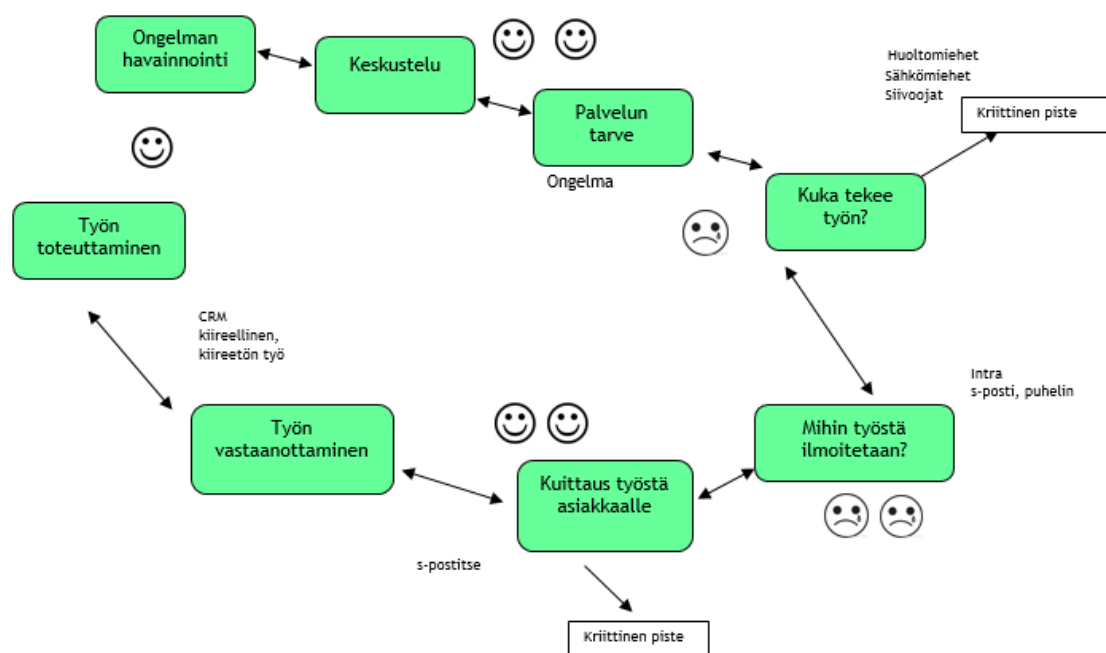 Ongelman
havainnointi
Keskustelu
Palvelun
tarve
Ongelma
Huoltomiehet
Sähkömiehet
Siivoojat
Kriittinen piste
Kuka tekee
työn?
Intra
s-posti, puhelin
Mihin työstä
ilmoitetaan?
Kuittaus työstä
asiakkaalle
s-postitse
Kriittinen piste
Työn
vastaanottaminen
CRM
kiireellinen,
kiireetön työ
Työn
toteuttaminen